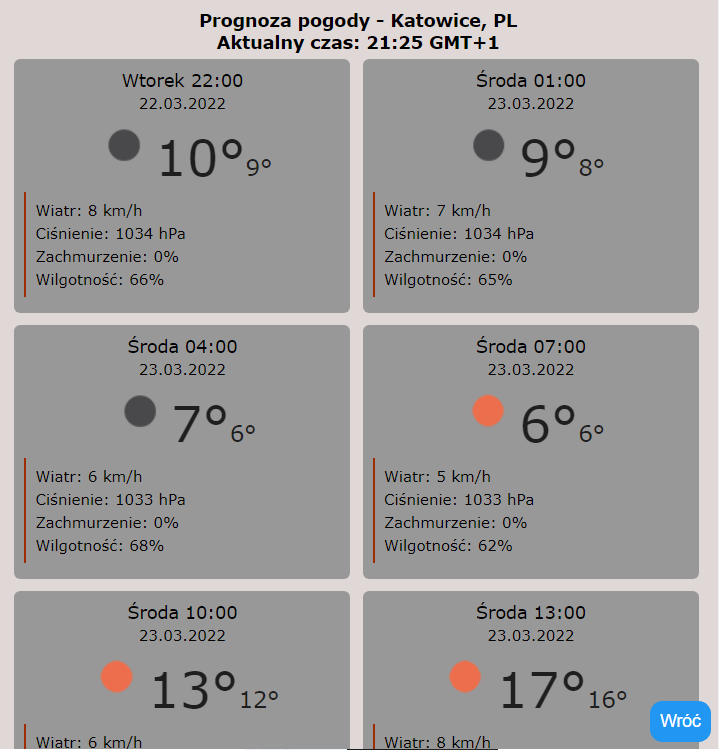 Prognoza pogody - Katowice, PL
Aktualny czas: 21:25 GMT+1
Wtorek 22:00
22.03.2022
10° 9°
Wiatr: 8 km/h
Ciśnienie: 1034 hPa
Zachmurzenie: 0%
Wilgotność: 66%
Środa 01:00
23.03.2022
9° 8°
Wiatr: 7 km/h
Ciśnienie: 1034 hPa
Zachmurzenie: 0%
Wilgotność: 65%
Środa 04:00
23.03.2022
7° 6°
Wiatr: 6 km/h
Ciśnienie: 1033 hPa
Zachmurzenie: 0%
Wilgotność: 68%
Środa 07:00
23.03.2022
6° 6°
Wiatr: 5 km/h
Ciśnienie: 1033 hPa
Zachmurzenie: 0%
Wilgotność: 62%
Środa 10:00
23.03.2022
13° 12°
Wiatr: 6 km/h
Środa 13:00
23.03.2022
17° 16°
Wiatr: 8 km/h
Wróć